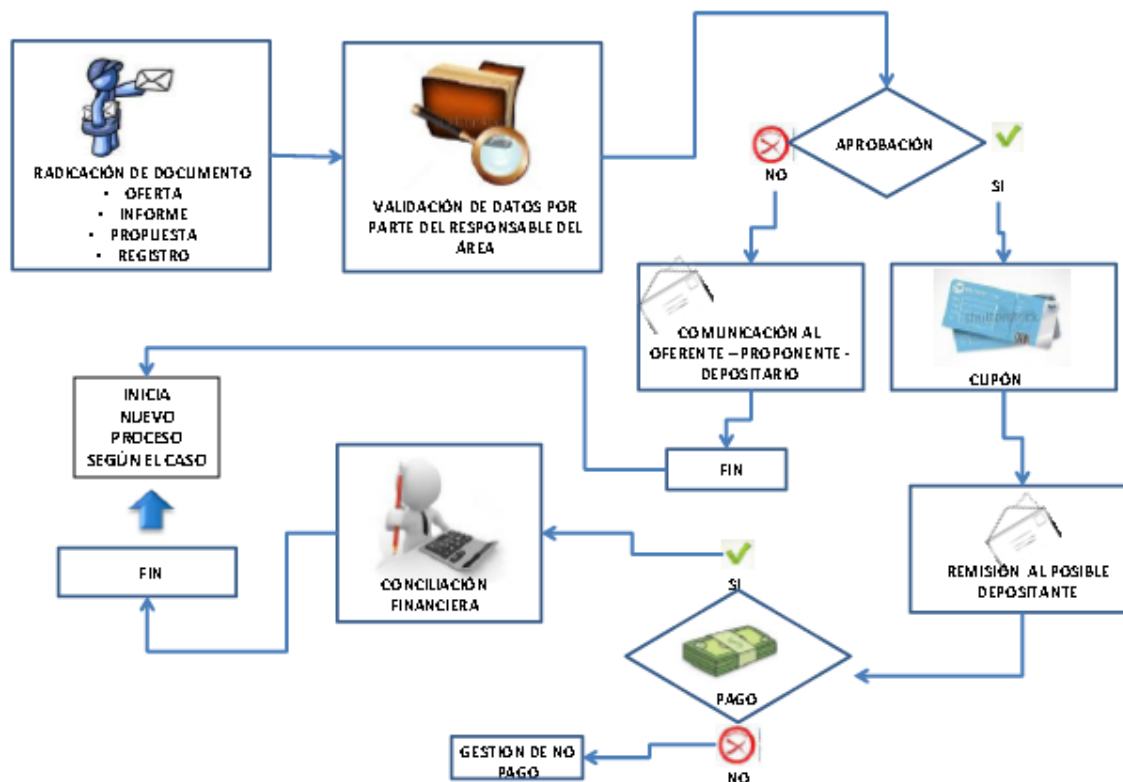 RADICACIÓN DE DOCUMENTO
• OFERTA
• INFORME
• PROPUESTA
• REGISTRO
VALIDACIÓN DE DATOS POR
PARTE DEL RESPONSABLE DEL
ÁREA
APROBACIÓN
NO
SI
COMUNICACIÓN AL
OFERENTE – PROPONENTE -
DEPOSITARIO
shutterstock
CUPÓN
INICIA
NUEVO
PROCESO
SEGÚN EL CASO
FIN
FIN
CONCILIACIÓN
FINANCIERA
SI
REMISIÓN AL POSIBLE
DEPOSITANTE
PAGO
GESTION DE NO
PAGO
NO